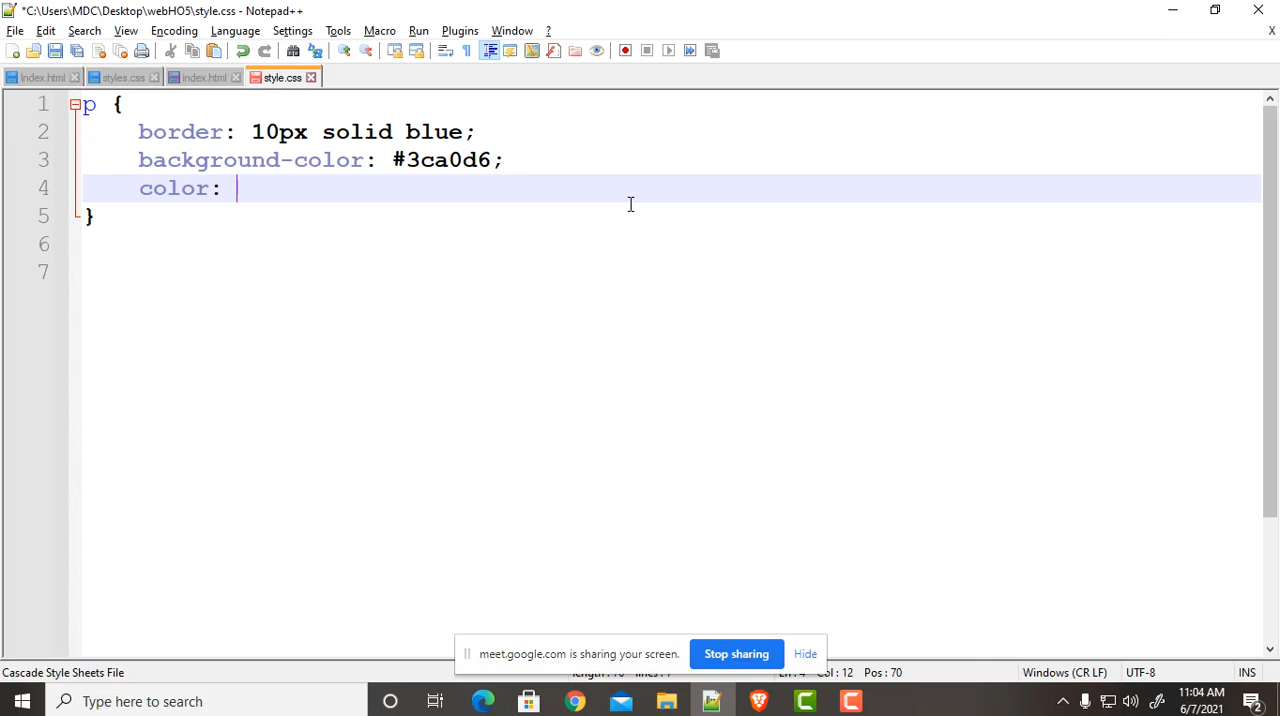 *C:\Users\MDC\Desktop\webHO5\style.css - Notepad++
File Edit Search View Encoding Language Settings Tools Macro Run Plugins Window ? X
Index.html styles.css index.html style.css
1 p {
2 border: 10px solid blue;
3 background-color: #3ca0d6;
4 color:
5 }
6
7
meet.google.com is sharing your screen. Stop sharing Hide
Cascade Style Sheets File Ln : 4 Col : 12 Pos : 70 Windows (CR LF) UTF-8 INS
Type here to search
11:04 AM
6/7/2021
2